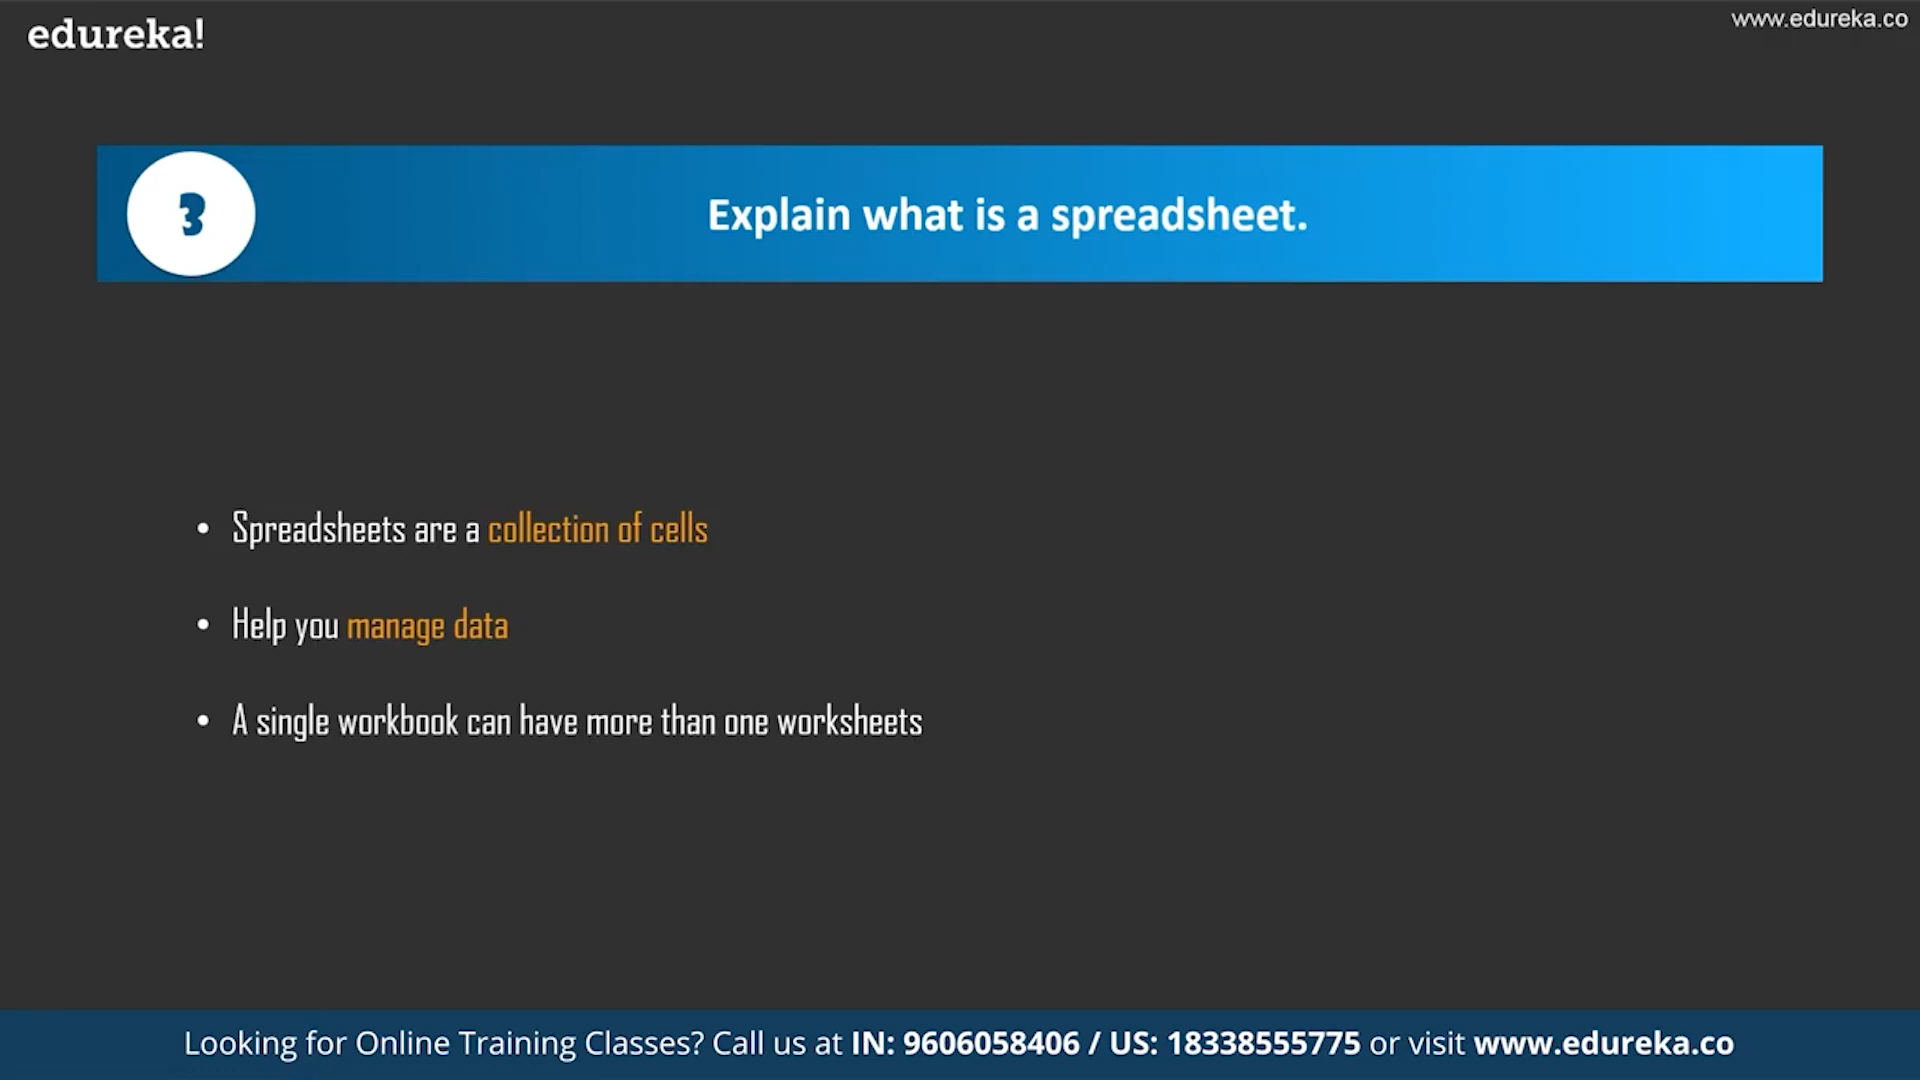 edureka!
www.edureka.co
3
Explain what is a spreadsheet.
• Spreadsheets are a collection of cells
• Help you manage data
• A single workbook can have more than one worksheets
Looking for Online Training Classes? Call us at IN: 9606058406 / US: 18338555775 or visit www.edureka.co